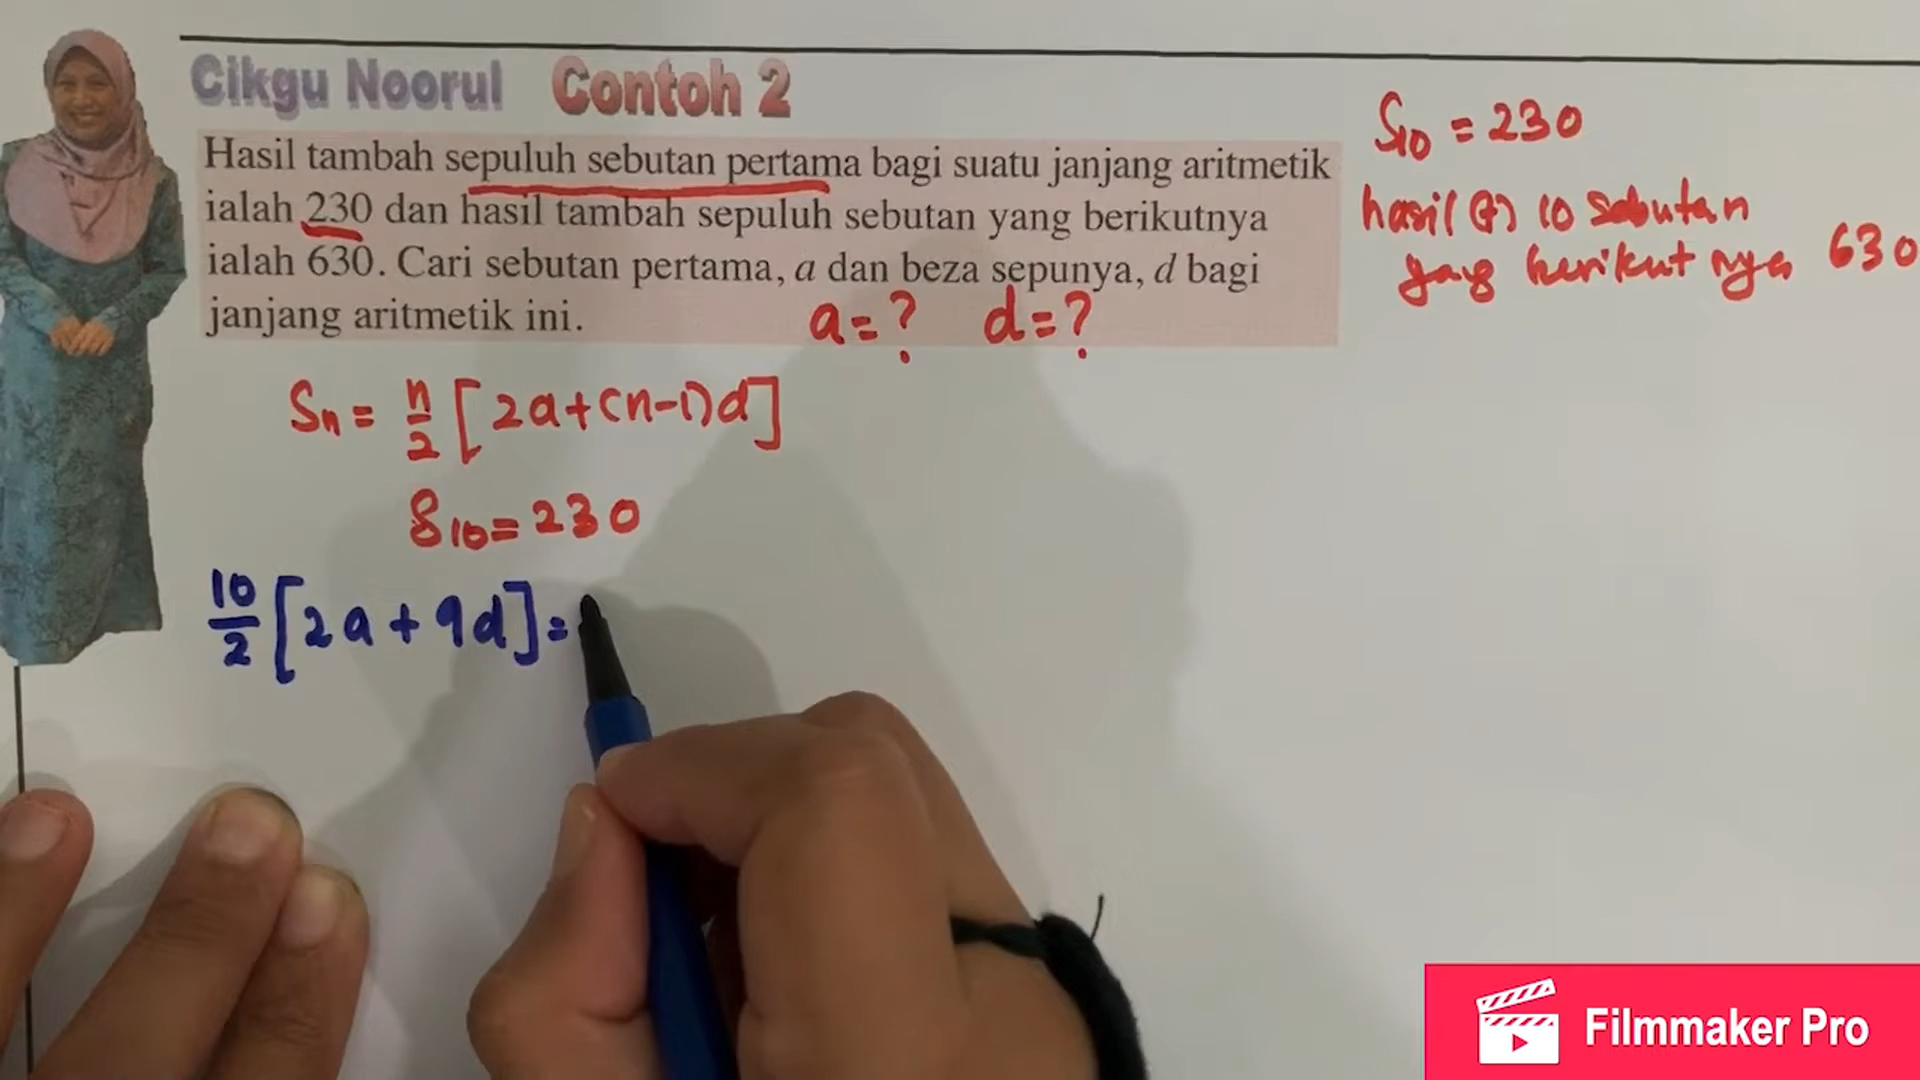 Cikgu Noorul Contoh 2
Hasil tambah sepuluh sebutan pertama bagi suatu janjang aritmetik
ialah 230 dan hasil tambah sepuluh sebutan yang berikutnya
ialah 630. Cari sebutan pertama, a dan beza sepunya, d bagi
janjang aritmetik ini.
a=? d=?
S10 = 230
hasil (+) 10 sebutan
yang berikutnya 630
Sn = n/2 [2a+(n-1)d]
S10=230
10/2 [2a+9d]=
Filmmaker Pro